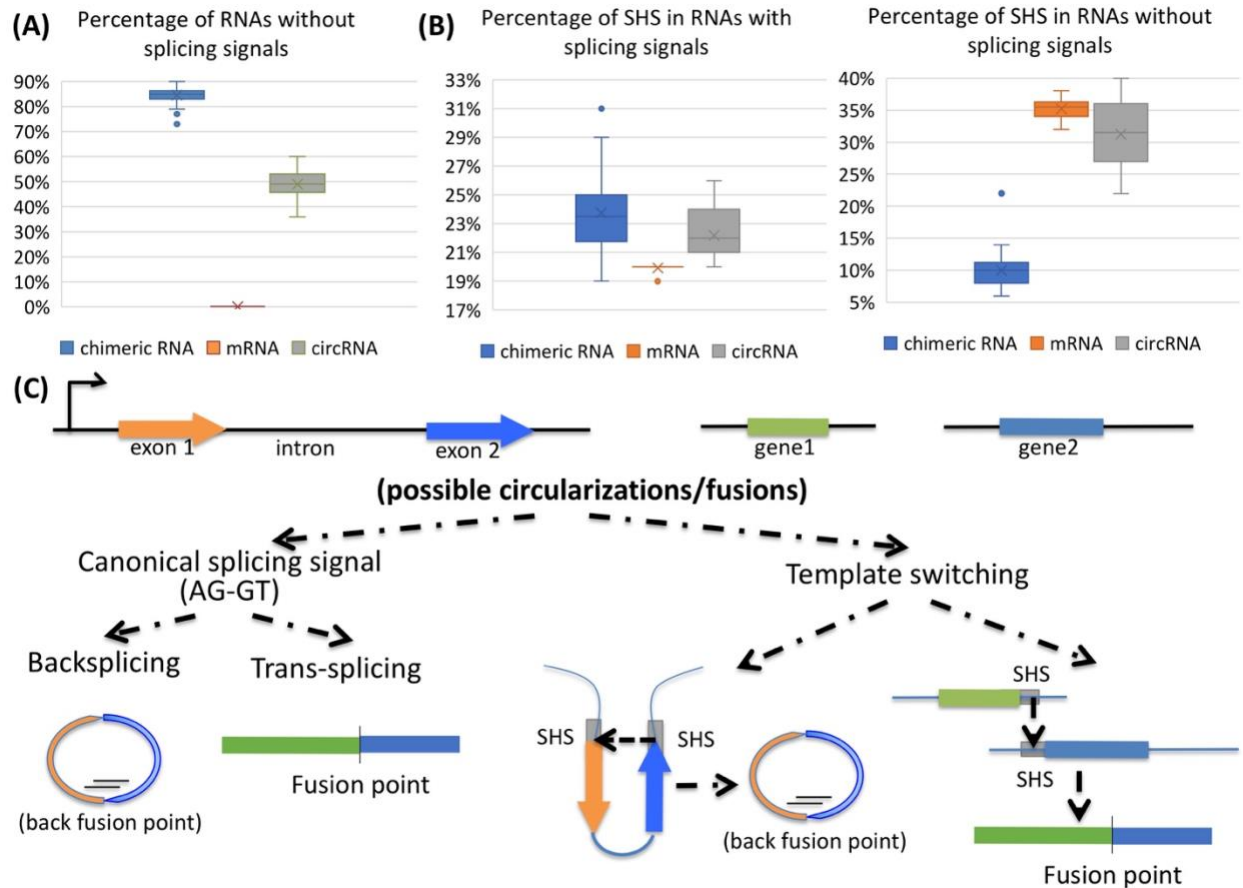 (A) Percentage of RNAs without
splicing signals
90%
80%
70%
60%
50%
40%
30%
20%
10%
0%
chimeric RNA mRNA circRNA
(B) Percentage of SHS in RNAs with
splicing signals
33%
31%
29%
27%
25%
23%
21%
19%
17%
chimeric RNA mRNA circRNA
Percentage of SHS in RNAs without
splicing signals
40%
35%
30%
25%
20%
15%
10%
5%
chimeric RNA mRNA circRNA
(C)
exon 1 intron exon 2 gene1 gene2
(possible circularizations/fusions)
Canonical splicing signal
(AG-GT)
Template switching
Backsplicing Trans-splicing
(back fusion point)
Fusion point
SHS SHS
(back fusion point)
SHS
SHS
Fusion point